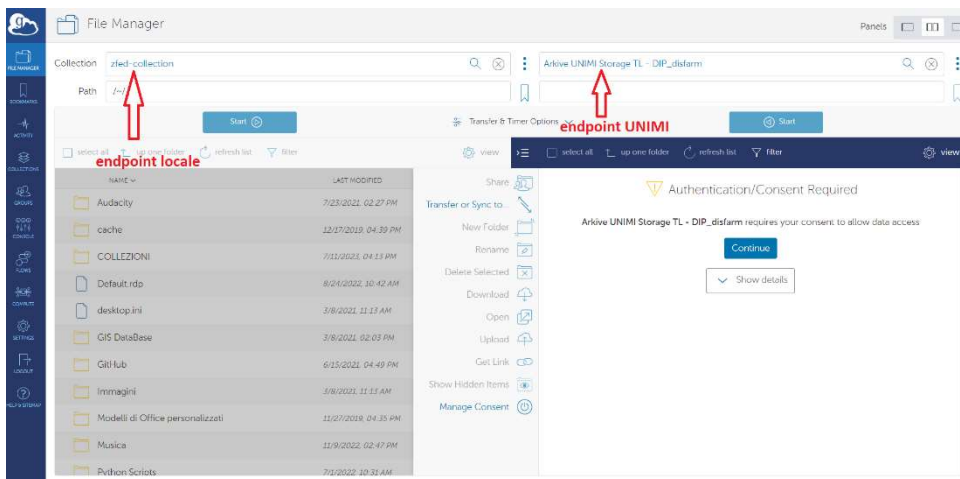 File Manager
Panels
FILE MANAGER
BOOKMARKS
ACTIVITY
COLLECTIONS
GROUPS
CONSOLE
FLOWS
COMPUTE
SETTINGS
LOGOUT
HELP & SITEMAP
Collection zfed-collection
Path /~/
Start
endpoint locale
Arkive UNIMI Storage TL - DIP_disfarm
Transfer & Timer Options
endpoint UNIMI
Start
select all up one folder refresh list filter view
select all up one folder refresh list filter view
NAME LAST MODIFIED
Audacity 7/23/2021, 02:27 PM
cache 12/17/2019, 04:39 PM
COLLEZIONI 7/11/2023, 04:13 PM
Default.rdp 8/24/2022, 10:42 AM
desktop.ini 3/8/2021, 11:13 AM
GIS DataBase 3/8/2021, 02:03 PM
GitHub 6/15/2021, 04:49 PM
Immagini 3/8/2021, 11:13 AM
Modelli di Office personalizzati 11/27/2019, 04:35 PM
Musica 11/9/2022, 02:47 PM
Python Scripts 7/1/2022, 10:31 AM
Share
Transfer or Sync to...
New Folder
Rename
Delete Selected
Download
Open
Upload
Get Link
Show Hidden Items
Manage Consent
Authentication/Consent Required
Arkive UNIMI Storage TL - DIP_disfarm requires your consent to allow data access
Continue
Show details